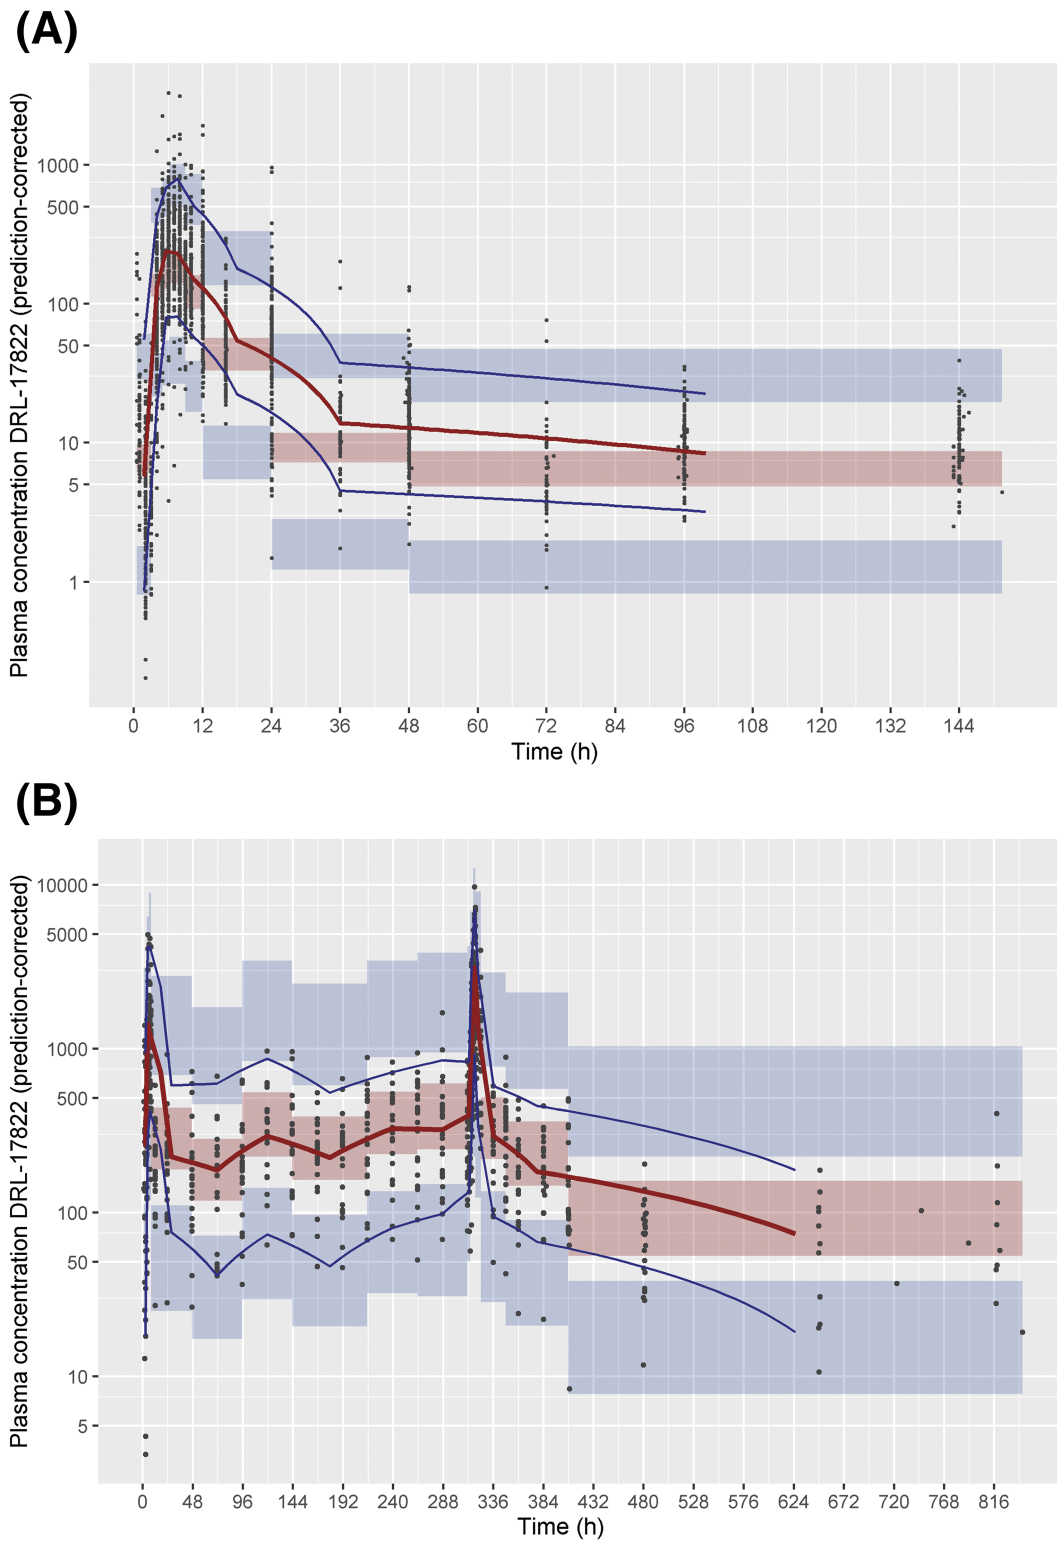 (A)
Plasma concentration DRL-17822 (prediction-corrected)
1000
500
100
50
10
5
1
0 12 24 36 48 60 72 84 96 108 120 132 144
Time (h)
(B)
Plasma concentration DRL-17822 (prediction-corrected)
10000
5000
1000
500
100
50
10
5
0 48 96 144 192 240 288 336 384 432 480 528 576 624 672 720 768 816
Time (h)